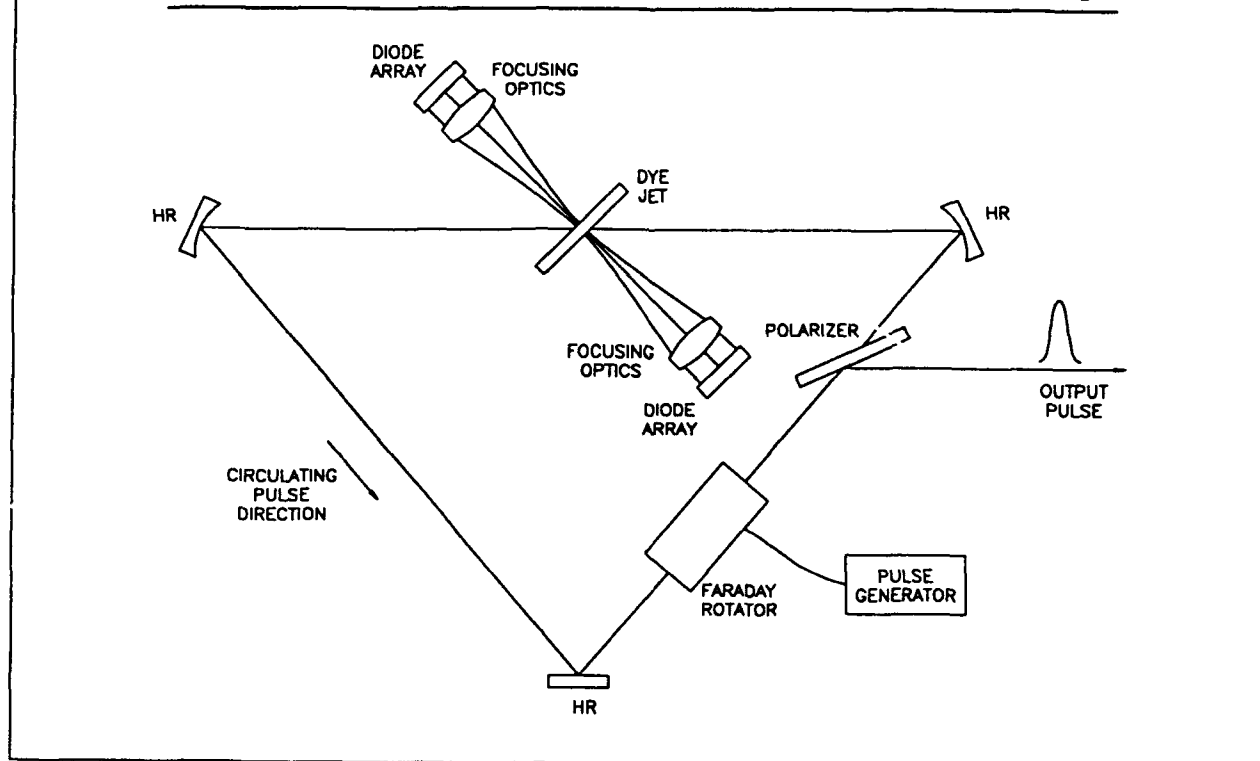 DIODE
ARRAY
FOCUSING
OPTICS
DYE
JET
HR
HR
POLARIZER
FOCUSING
OPTICS
DIODE
ARRAY
OUTPUT
PULSE
CIRCULATING
PULSE
DIRECTION
FARADAY
ROTATOR
PULSE
GENERATOR
HR